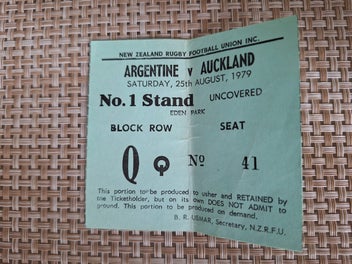 NEW ZEALAND RUGBY FOOTBALL UNION INC.
ARGENTINE v AUCKLAND
SATURDAY, 25th AUGUST, 1979
No. 1 Stand UNCOVERED
EDEN PARK
BLOCK ROW SEAT
Q Q No 41
This portion to be produced to usher and RETAINED by
the Ticketholder, but on its own DOES NOT ADMIT to
ground. This portion to be produced on demand.
B. R. USMAR, Secretary, N.Z.R.F.U.